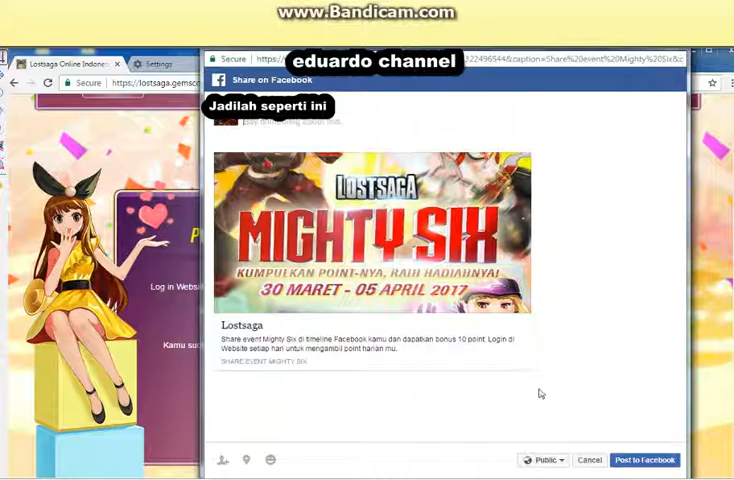 www.Bandicam.com
Lostsaga Online Indones
Settings
Secure
https://
eduardo channel
322496544&caption=Share%20event%20Mighty%20Six&c
Secure
https://lostsaga.gemsc
Share on Facebook
Jadilah seperti ini
LOSTSAGA
MIGHTY SIX
KUMPULKAN POINT-NYA, RAIH HADIAHNYA!
30 MARET - 05 APRIL 2017
P
Log in Websi
Kamu su
Lostsaga
Share event Mighty Six di timeline Facebook kamu dan dapatkan bonus 10 point. Login di
Website setiap hari untuk mengambil point harian mu.
SHARE EVENT MIGHTY SIX
Public
Cancel
Post to Facebook